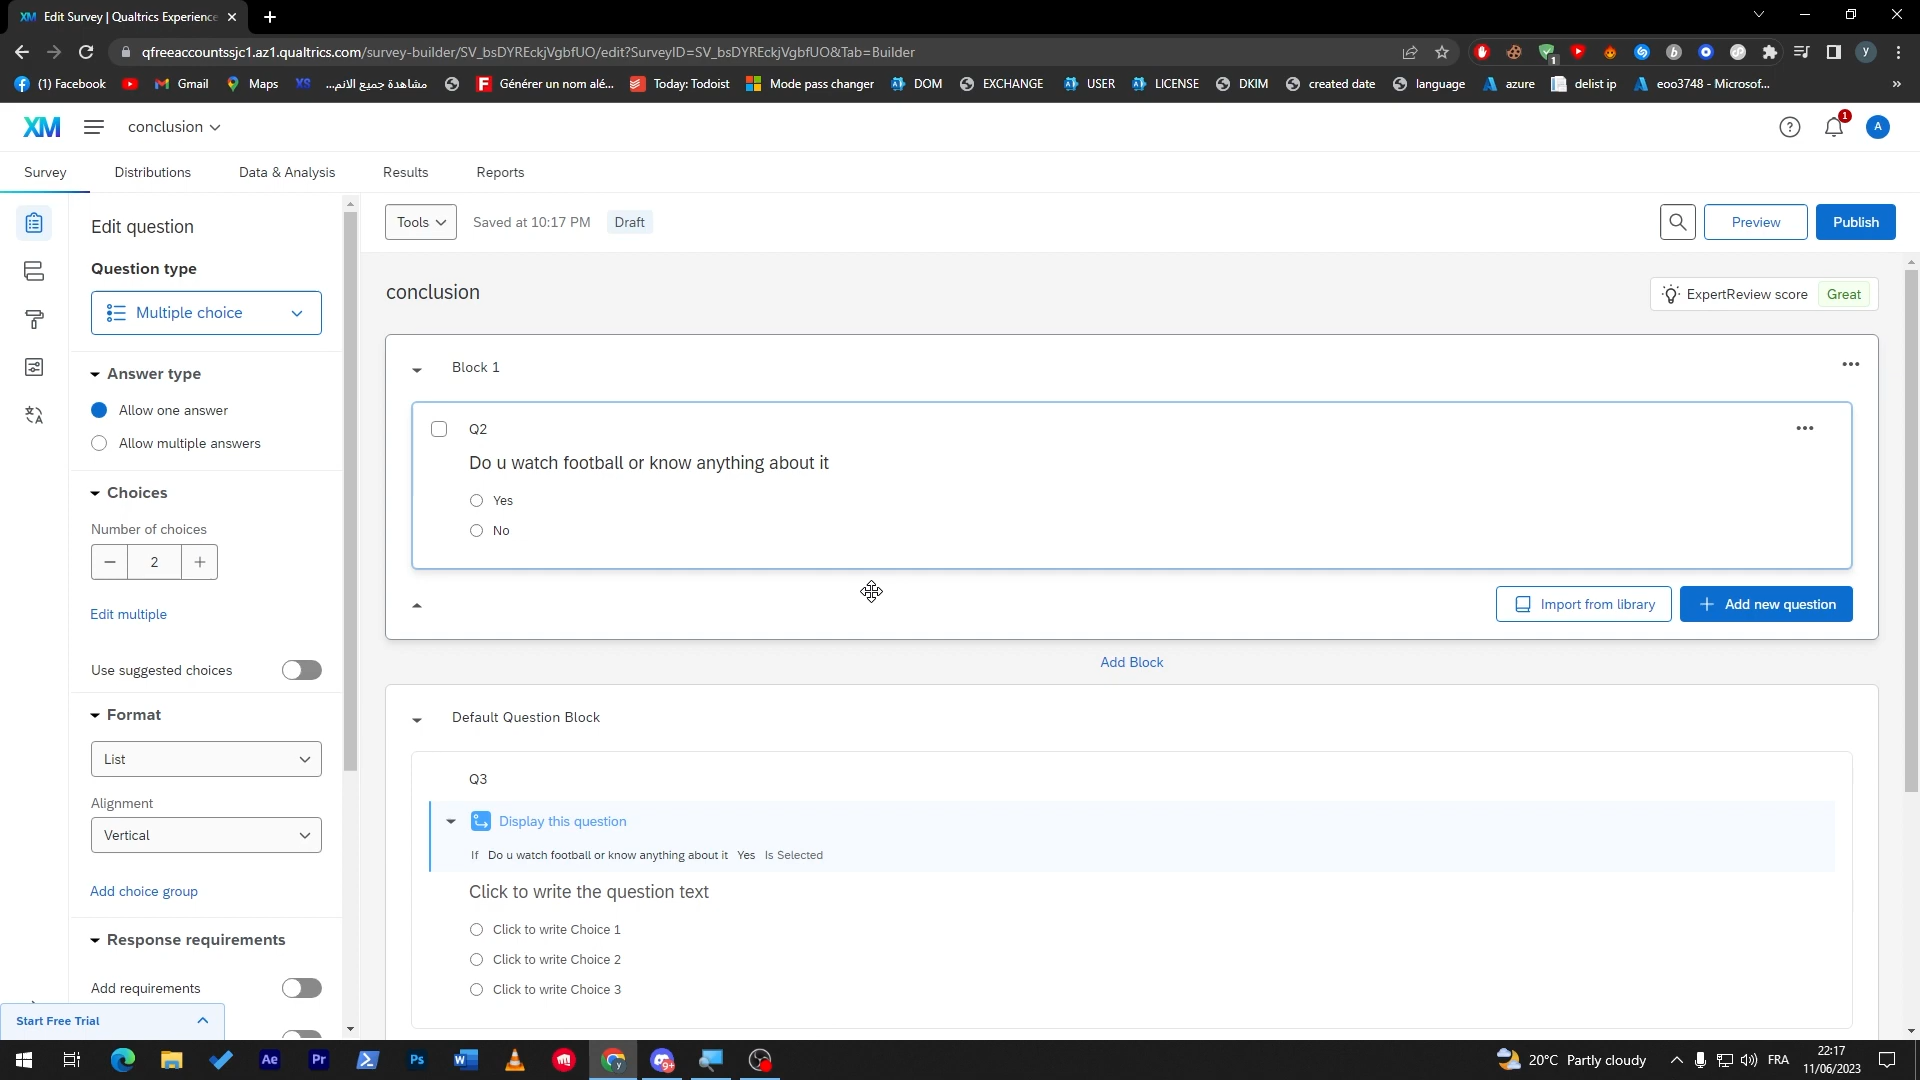 XM Edit Survey | Qualtrics Experience
qfreeaccountssjc1.az1.qualtrics.com/survey-builder/SV_bsDYREckjVgbfUO/edit?SurveyID=SV_bsDYREckjVgbfUO&Tab=Builder
(1) Facebook Gmail Maps XS مشاهدة جميع الانم... Générer un nom alé... Today: Todoist Mode pass changer DOM EXCHANGE USER LICENSE DKIM created date language azure delist ip eoo3748 - Microsof... »
XM conclusion 1 A
Survey Distributions Data & Analysis Results Reports
Edit question
Tools Saved at 10:17 PM Draft Preview Publish
Question type
Multiple choice
conclusion ExpertReview score Great
Answer type
Allow one answer
Allow multiple answers
Choices
Number of choices
2
Edit multiple
Use suggested choices
Format
List
Alignment
Vertical
Add choice group
Response requirements
Add requirements
Start Free Trial
Block 1
Q2
Do u watch football or know anything about it
Yes
No
Import from library Add new question
Add Block
Default Question Block
Q3
Display this question
If Do u watch football or know anything about it Yes Is Selected
Click to write the question text
Click to write Choice 1
Click to write Choice 2
Click to write Choice 3
Ae Pr Ps W 9+ 20°C Partly cloudy FRA 22:17
11/06/2023